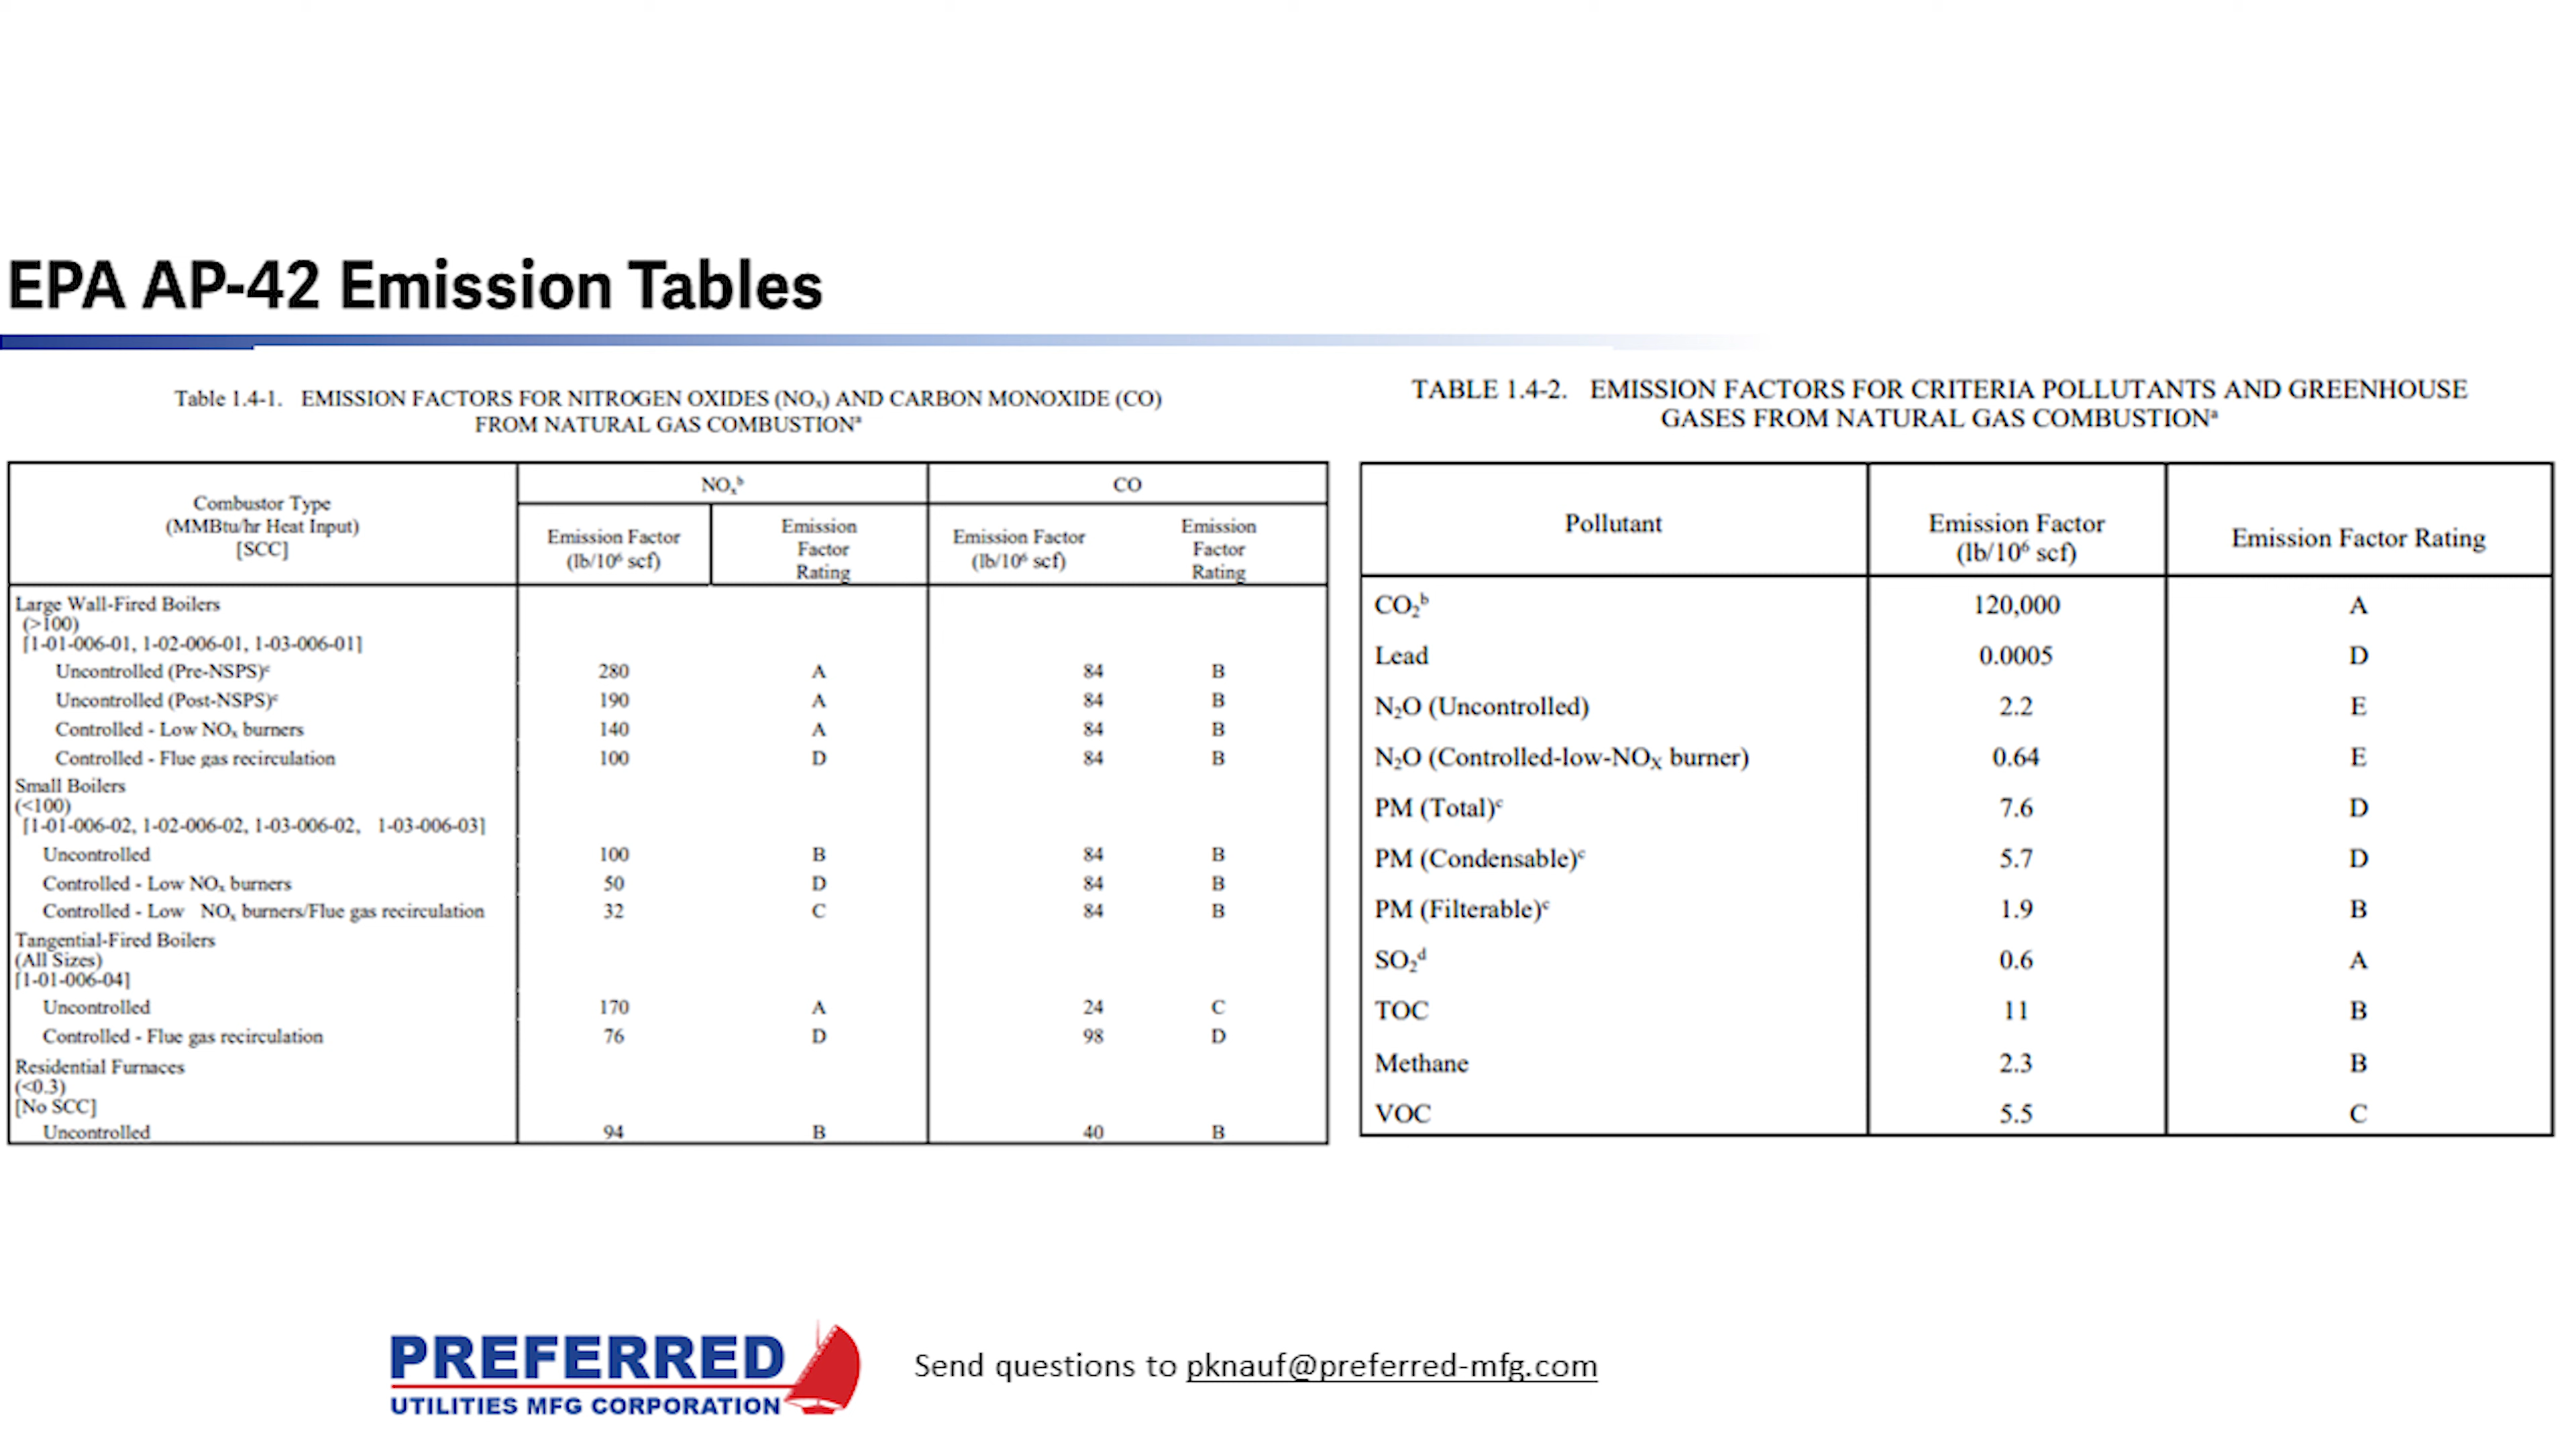 EPA AP-42 Emission Tables
Table 1.4-1. EMISSION FACTORS FOR NITROGEN OXIDES (NOₓ) AND CARBON MONOXIDE (CO)
FROM NATURAL GAS COMBUSTIONᵃ
Combustor Type
(MMBtu/hr Heat Input)
[SCC]
NOₓᵇ
CO
Emission Factor
(lb/10⁶ scf)
Emission
Factor
Rating
Emission Factor
(lb/10⁶ scf)
Emission
Factor
Rating
Large Wall-Fired Boilers
(>100)
[1-01-006-01, 1-02-006-01, 1-03-006-01]
Uncontrolled (Pre-NSPS)ᶜ 280 A 84 B
Uncontrolled (Post-NSPS)ᶜ 190 A 84 B
Controlled - Low NOₓ burners 140 A 84 B
Controlled - Flue gas recirculation 100 D 84 B
Small Boilers
(<100)
[1-01-006-02, 1-02-006-02, 1-03-006-02, 1-03-006-03]
Uncontrolled 100 B 84 B
Controlled - Low NOₓ burners 50 D 84 B
Controlled - Low NOₓ burners/Flue gas recirculation 32 C 84 B
Tangential-Fired Boilers
(All Sizes)
[1-01-006-04]
Uncontrolled 170 A 24 C
Controlled - Flue gas recirculation 76 D 98 D
Residential Furnaces
(<0.3)
[No SCC]
Uncontrolled 94 B 40 B
TABLE 1.4-2. EMISSION FACTORS FOR CRITERIA POLLUTANTS AND GREENHOUSE
GASES FROM NATURAL GAS COMBUSTIONᵃ
Pollutant
Emission Factor
(lb/10⁶ scf)
Emission Factor Rating
CO₂ᵇ 120,000 A
Lead 0.0005 D
N₂O (Uncontrolled) 2.2 E
N₂O (Controlled-low-NOX burner) 0.64 E
PM (Total)ᶜ 7.6 D
PM (Condensable)ᶜ 5.7 D
PM (Filterable)ᶜ 1.9 B
SO₂ᵈ 0.6 A
TOC 11 B
Methane 2.3 B
VOC 5.5 C
PREFERRED
UTILITIES MFG CORPORATION
Send questions to pknauf@preferred-mfg.com